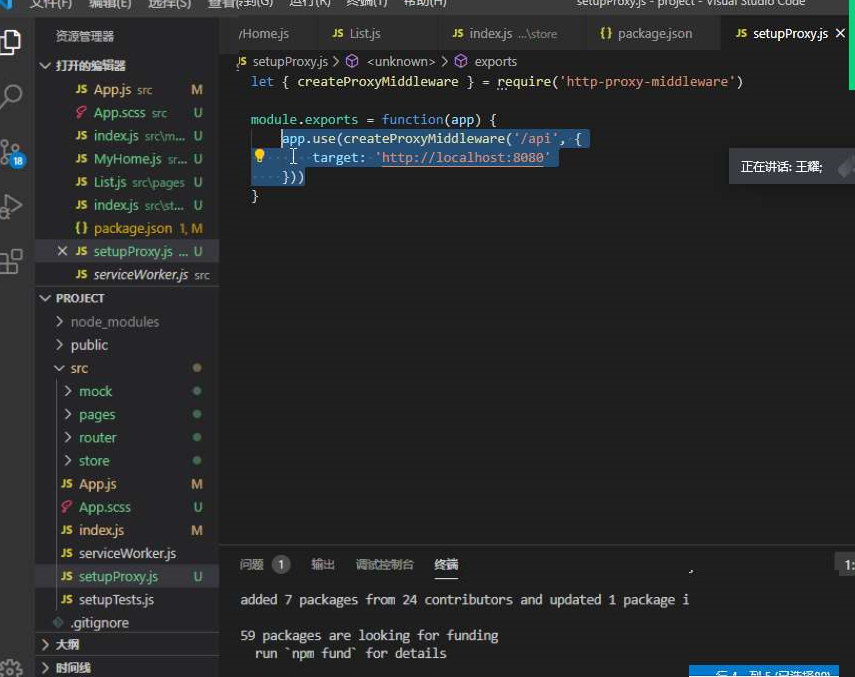 文件(F) 编辑(E) 选择(S) 查看 到(G) 运行(R) 终端(T) 帮助(H) setupProxy.js - project - Visual Studio Code
资源管理器
/Home.js JS List.js JS index.js ...\store {} package.json JS setupProxy.js
打开的编辑器
JS App.js src M
App.scss src U
JS index.js src\m... U
JS MyHome.js sr... U
JS List.js src\pages U
JS index.js src\st... U
{} package.json 1, M
JS setupProxy.js ... U
JS serviceWorker.js src
PROJECT
node_modules
public
src
mock
pages
router
store
JS App.js M
App.scss U
JS index.js M
JS serviceWorker.js
JS setupProxy.js U
JS setupTests.js
.gitignore
大纲
时间线
18
JS setupProxy.js > <unknown> > exports
let { createProxyMiddleware } = require('http-proxy-middleware')
module.exports = function(app) {
app.use(createProxyMiddleware('/api', {
target: 'http://localhost:8080'
}))
}
正在讲话: 王耀;
问题 1 输出 调试控制台 终端 1:
added 7 packages from 24 contributors and updated 1 package i
59 packages are looking for funding
run `npm fund` for details
行 4, 列 5 (已选择80)